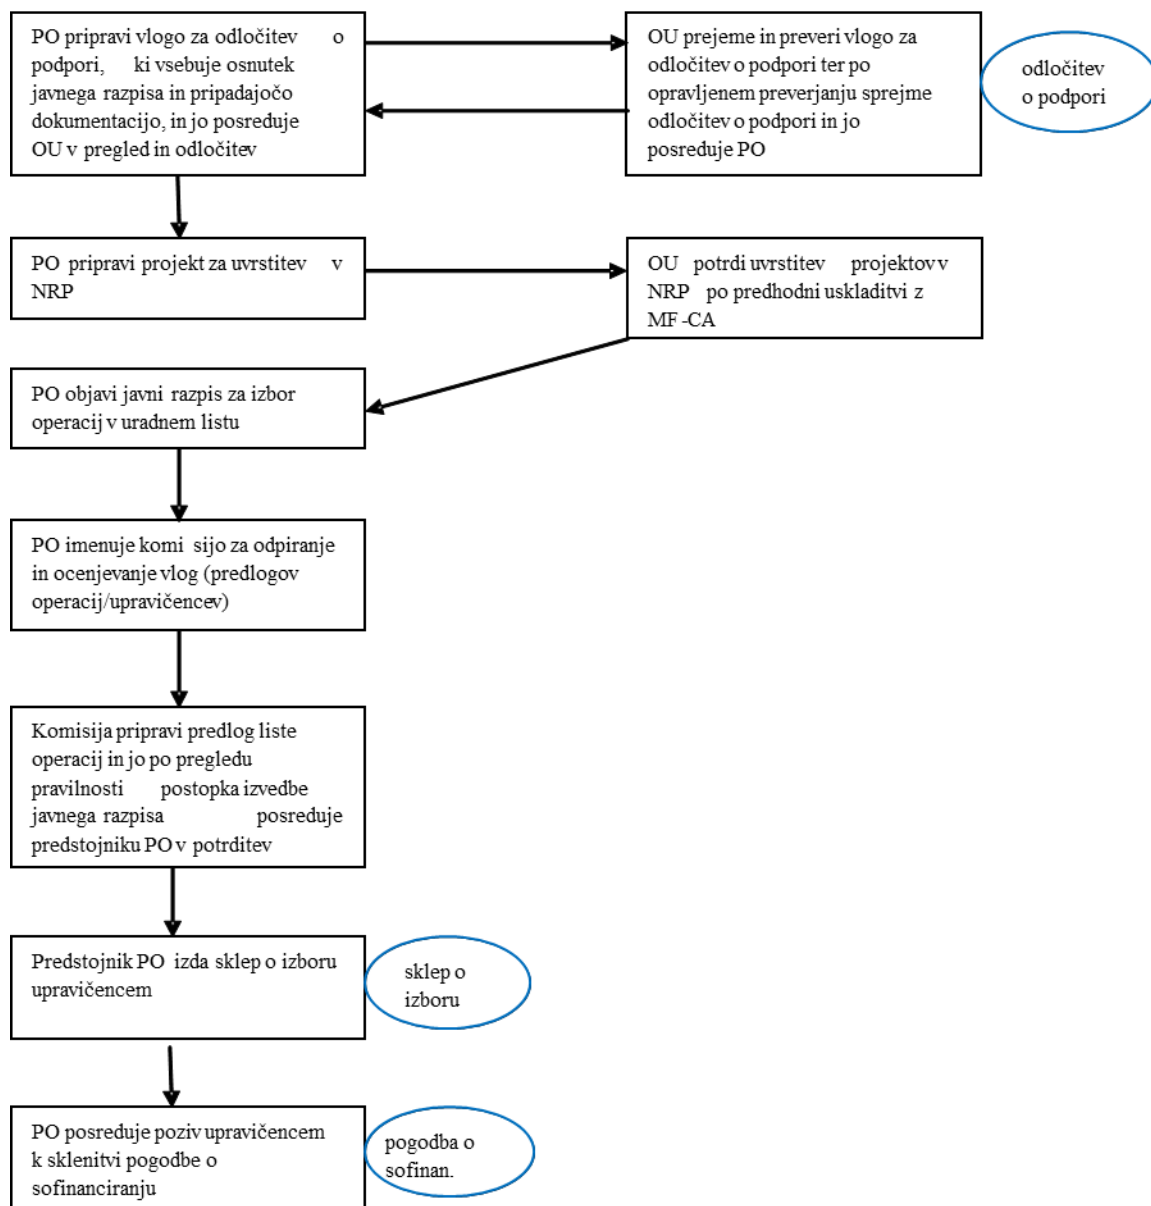 PO pripravi vlogo za odločitev o
podpori, ki vsebuje osnutek
javnega razpisa in pripadajočo
dokumentacijo, in jo posreduje
OU v pregled in odločitev
OU prejeme in preveri vlogo za
odločitev o podpori ter po
opravljenem preverjanju sprejme
odločitev o podpori in jo
posreduje PO
odločitev
o podpori
PO pripravi projekt za uvrstitev v
NRP
OU potrdi uvrstitev projektov v
NRP po predhodni uskladitvi z
MF -CA
PO objavi javni razpis za izbor
operacij v uradnem listu
PO imenuje komi sijo za odpiranje
in ocenjevanje vlog (predlogov
operacij/upravičencev)
Komisija pripravi predlog liste
operacij in jo po pregledu
pravilnosti postopka izvedbe
javnega razpisa posreduje
predstojniku PO v potrditev
Predstojnik PO izda sklep o izboru
upravičencem
sklep o
izboru
PO posreduje poziv upravičencem
k sklenitvi pogodbe o
sofinanciranju
pogodba o
sofinan.